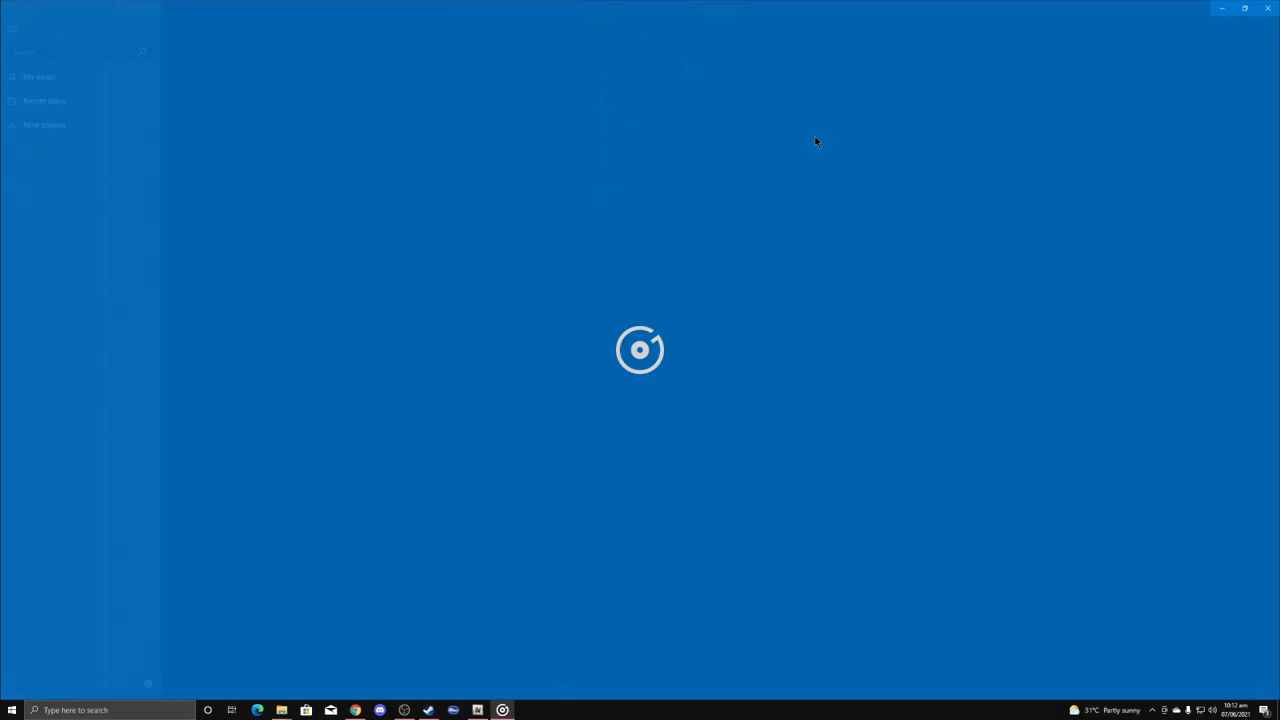 Search
My music
Recent plays
Now playing
Type here to search
31°C Partly sunny
10:12 am
07/06/2021